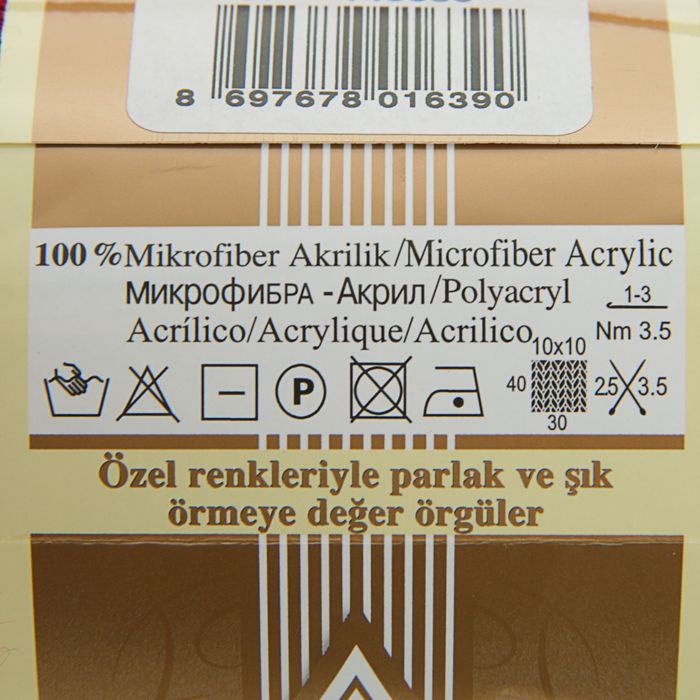 8 697678 016390
100 % Mikrofiber Akrilik/Microfiber Acrylic
МИКРОФИБРА - АКРИЛ/Polyacryl
1-3
Acrílico/Acrylique/Acrilico
Nm 3.5
10x10
P
40
30
2.5
3.5
Özel renkleriyle parlak ve şık
örmeye değer örgüler